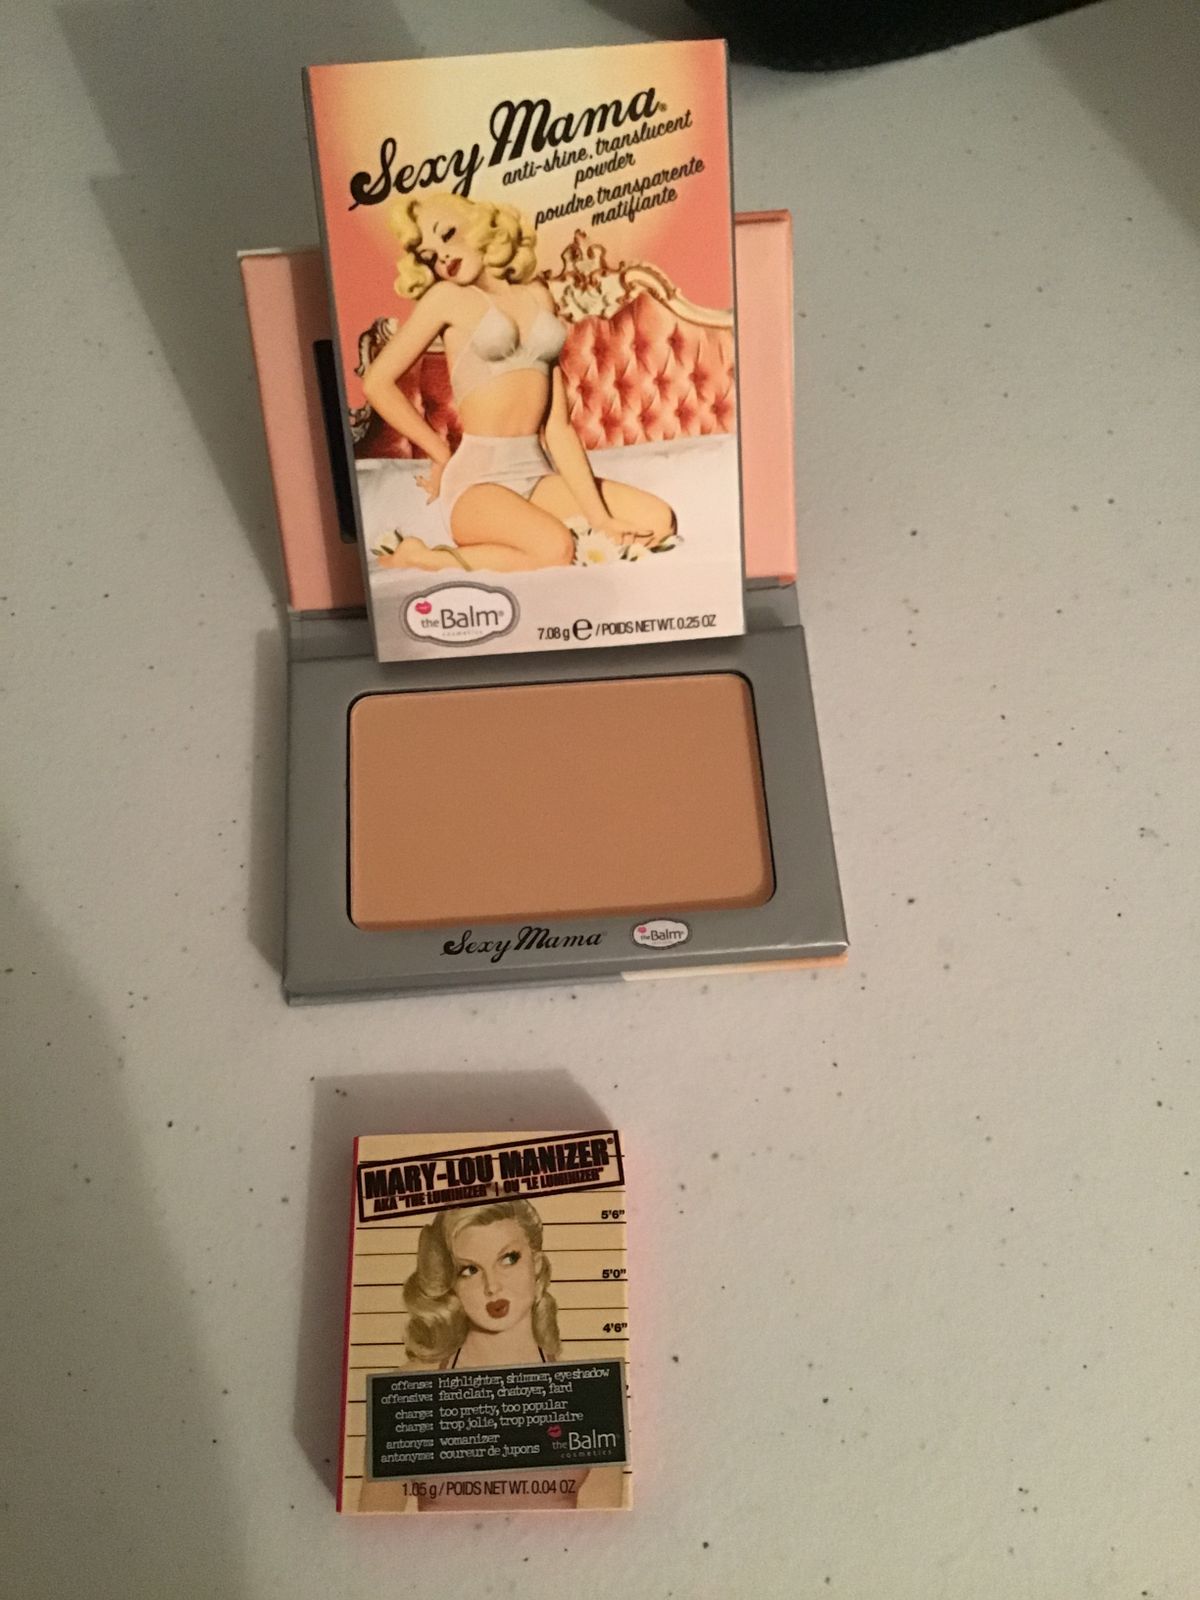 Sexy Mama®
anti-shine, translucent
powder
poudre transparente
matifiante
the Balm®
cosmetics
7.08 g e / POIDS NET WT. 0.25 OZ
Sexy Mama
the Balm®
MARY-LOU MANIZER®
AKA "THE LUMINIZER" | OU "LE LUMINIZER"
5'6"
5'0"
4'6"
offense: highlighter, shimmer, eyeshadow
offensive: fard clair, chatoyer, fard
charge: too pretty, too popular
charge: trop jolie, trop populaire
antonym: womanizer
antonyme: coureur de jupons
the Balm®
cosmetics
1.05 g / POIDS NET WT. 0.04 OZ